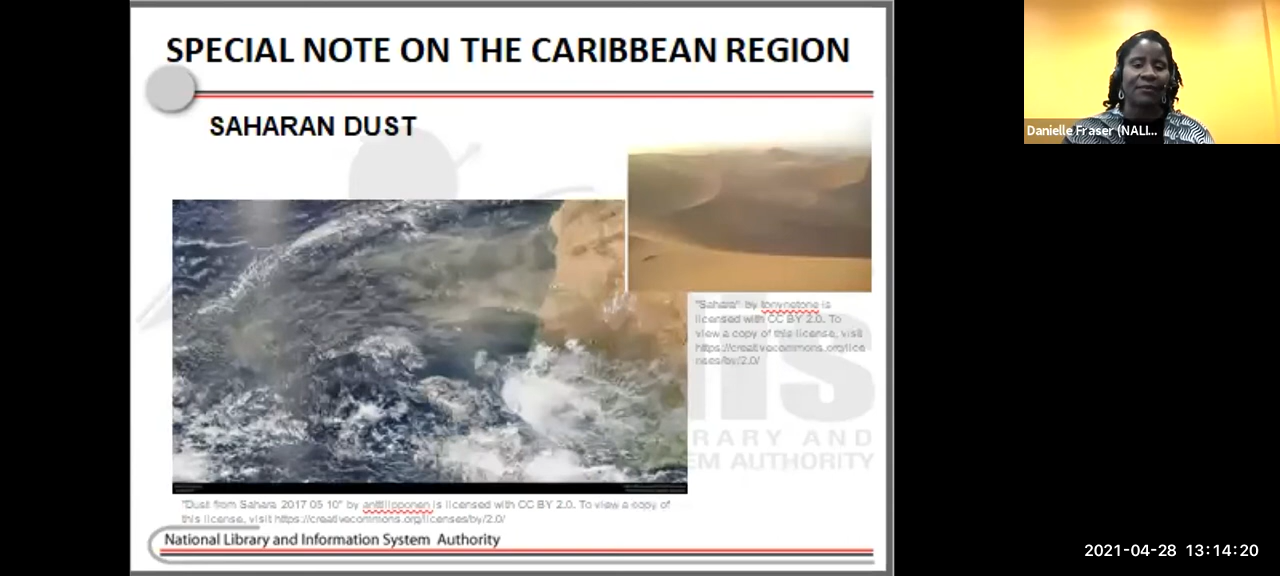 SPECIAL NOTE ON THE CARIBBEAN REGION
SAHARAN DUST
"Sahara" by tonynetone is
licensed with CC BY 2.0. To
view a copy of this license, visit
https://creativecommons.org/lice
nses/by/2.0/
RARY AND
EM AUTHORITY
"Dust from Sahara 2017 05 10" by anttilipponen is licensed with CC BY 2.0. To view a copy of
this license, visit https://creativecommons.org/licenses/by/2.0/
National Library and Information System Authority
Danielle Fraser (NALI...
2021-04-28 13:14:20